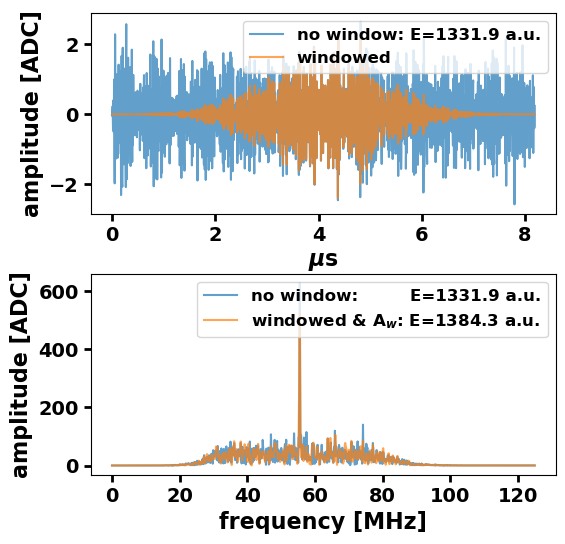 amplitude [ADC]
2
0
−2
no window: E=1331.9 a.u.
windowed
0 2 4 6 8
μs
amplitude [ADC]
600
400
200
0
no window: E=1331.9 a.u.
windowed & A_w: E=1384.3 a.u.
0 20 40 60 80 100 120
frequency [MHz]